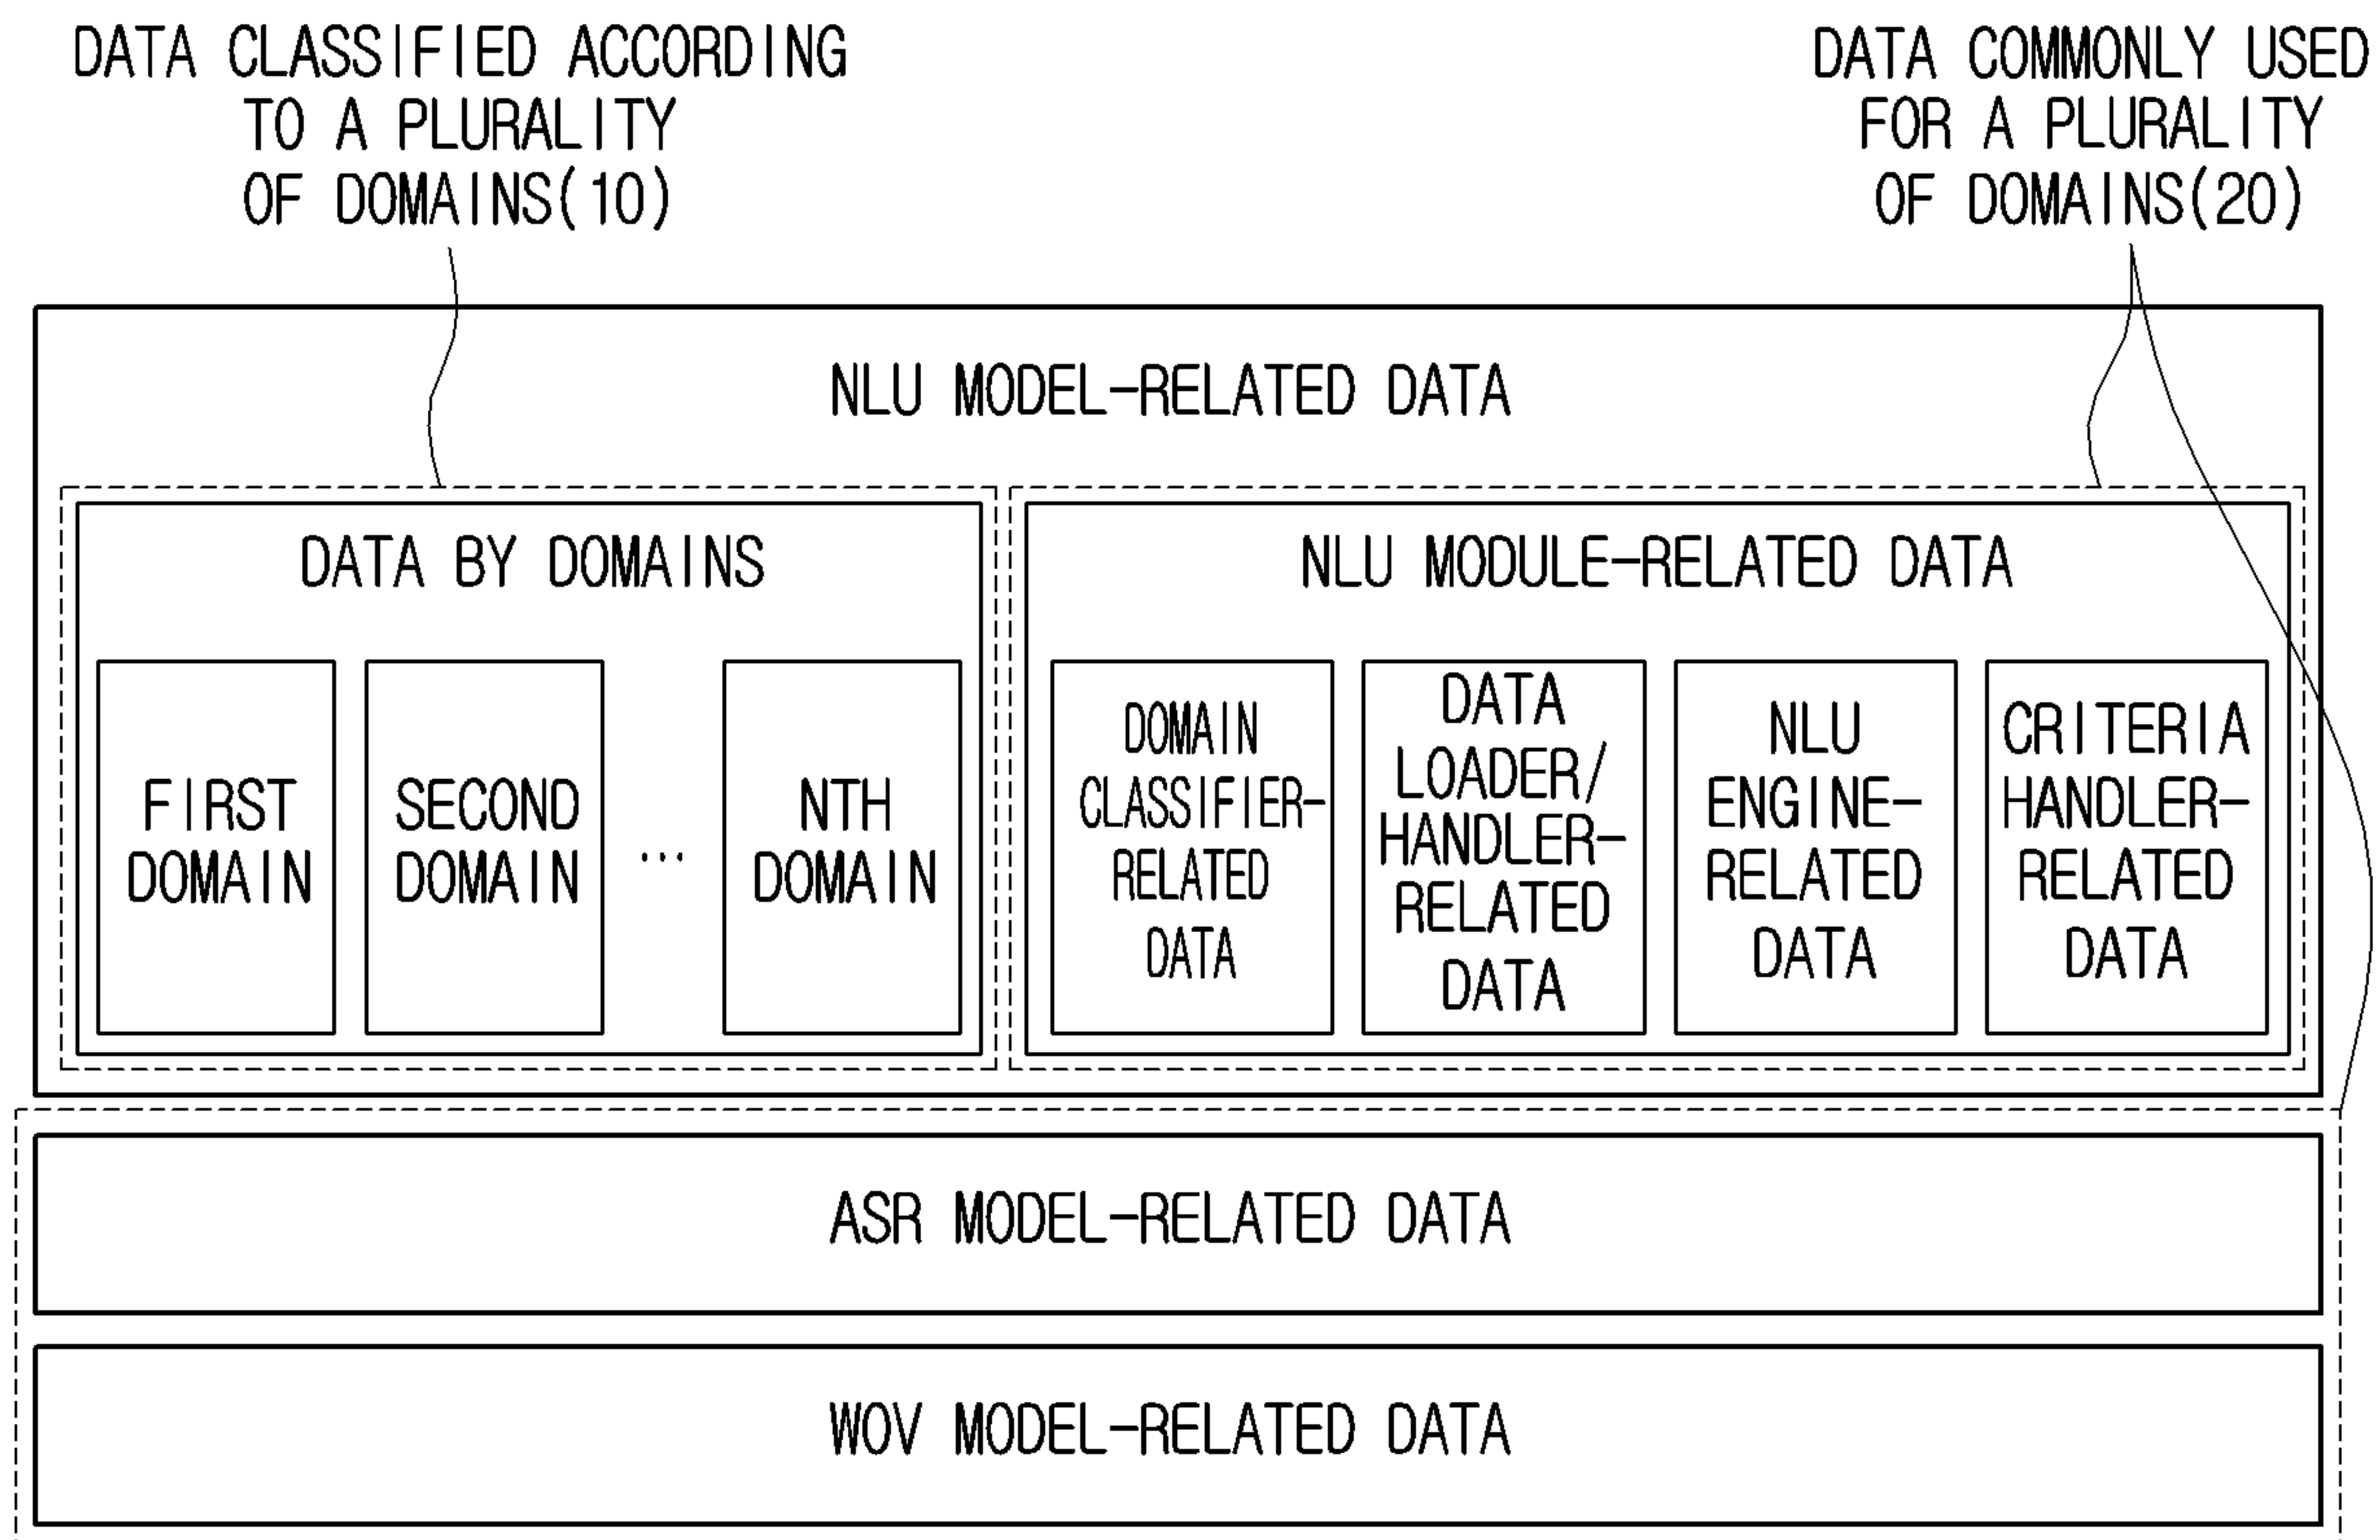 DATA CLASSIFIED ACCORDING
TO A PLURALITY
OF DOMAINS(10)
DATA COMMONLY USED
FOR A PLURALITY
OF DOMAINS(20)
NLU MODEL-RELATED DATA
DATA BY DOMAINS
FIRST
DOMAIN
SECOND
DOMAIN
...
NTH
DOMAIN
NLU MODULE-RELATED DATA
DOMAIN
CLASSIFIER-
RELATED
DATA
DATA
LOADER/
HANDLER-
RELATED
DATA
NLU
ENGINE-
RELATED
DATA
CRITERIA
HANDLER-
RELATED
DATA
ASR MODEL-RELATED DATA
WOV MODEL-RELATED DATA